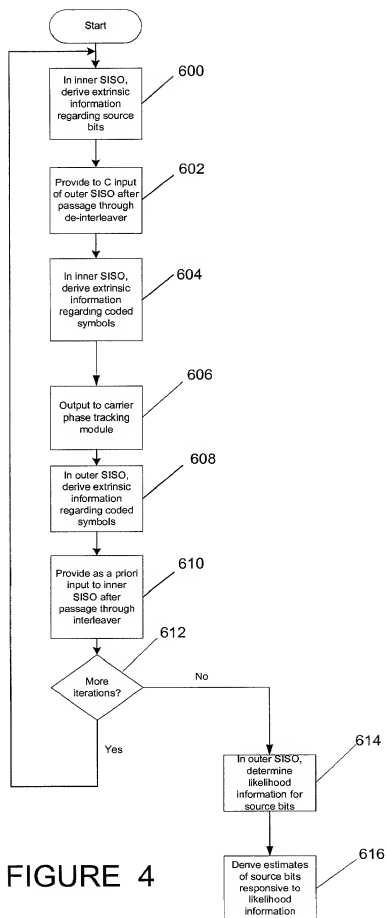 Start
In inner SISO,
derive extrinsic
information
regarding source
bits
600
Provide to C input
of outer SISO after
passage through
de-interleaver
602
In inner SISO,
derive extrinsic
information
regarding coded
symbols
604
Output to carrier
phase tracking
module
606
In outer SISO,
derive extrinsic
information
regarding coded
symbols
608
Provide as a priori
input to inner
SISO after
passage through
interleaver
610
612
More
iterations?
No
Yes
In outer SISO,
determine
likelihood
information for
source bits
614
Derive estimates
of source bits
responsive to
likelihood
information
616
FIGURE 4